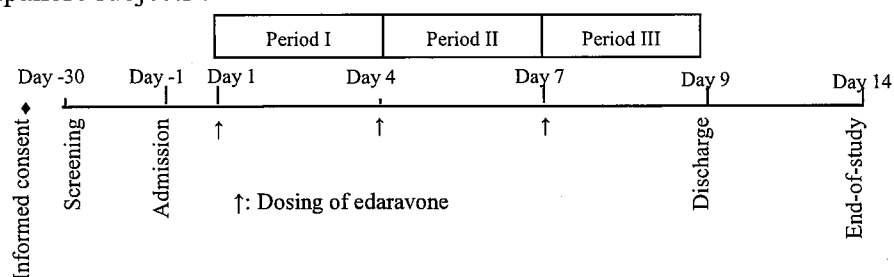 Period I Period II Period III
Day -30 Day -1 Day 1 Day 4 Day 7 Day 9 Day 14
Informed consent
Screening
Admission
↑ ↑ ↑
Discharge
End-of-study
↑: Dosing of edaravone